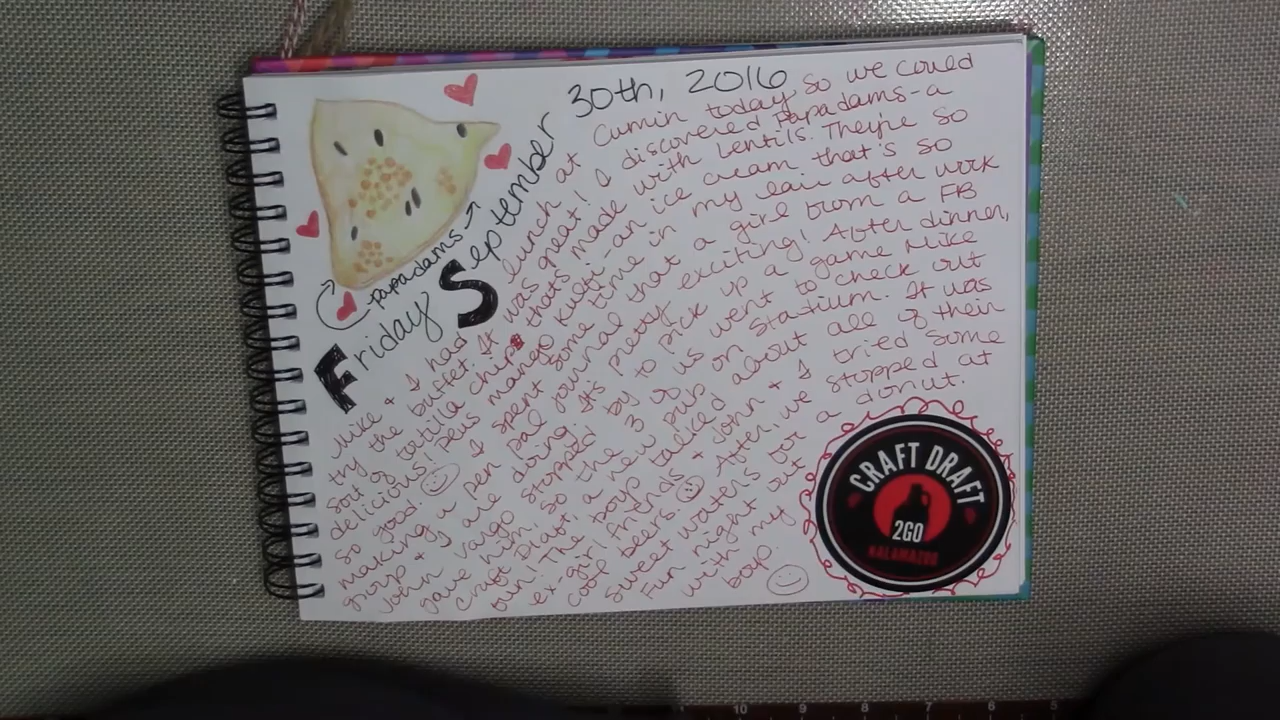 papadams
Friday September 30th, 2016
Mike + I had lunch at Cumin today so we could
try the buffet. It was great! I discovered Papadams-a
sort of tortilla chip that's made with lentils. They're so
delicious! Plus mango Kulfi-an ice cream that's so
so good. I spent some time in my lair after work
making a pen pal journal that a girl from a FB
group + I are doing. It's pretty exciting! After dinner,
John Vargo stopped by to pick up a game Mike
gave him, so the 3 of us went to check out
Craft Draft, a new pub on Stadium. It was
fun! The boys talked about all of their
ex-girlfriends + John + I tried some
cool beers. After, we stopped at
Sweetwaters for a donut.
Fun night out
with my
boys.
CRAFT DRAFT
2GO
KALAMAZOO
10 9 8 7 6 5